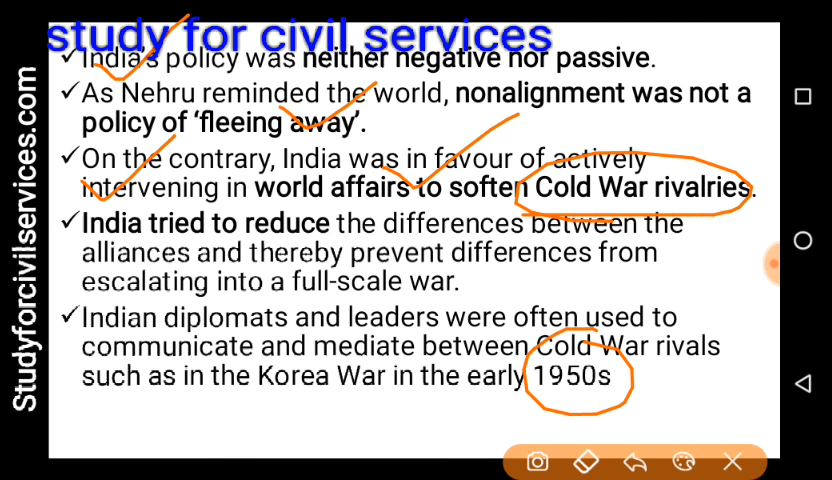 study for civil services
✓India's policy was neither negative nor passive.
✓As Nehru reminded the world, nonalignment was not a
policy of ‘fleeing away’.
✓On the contrary, India was in favour of actively
intervening in world affairs to soften Cold War rivalries.
✓India tried to reduce the differences between the
alliances and thereby prevent differences from
escalating into a full-scale war.
✓Indian diplomats and leaders were often used to
communicate and mediate between Cold War rivals
such as in the Korea War in the early 1950s
Studyforcivilservices.com